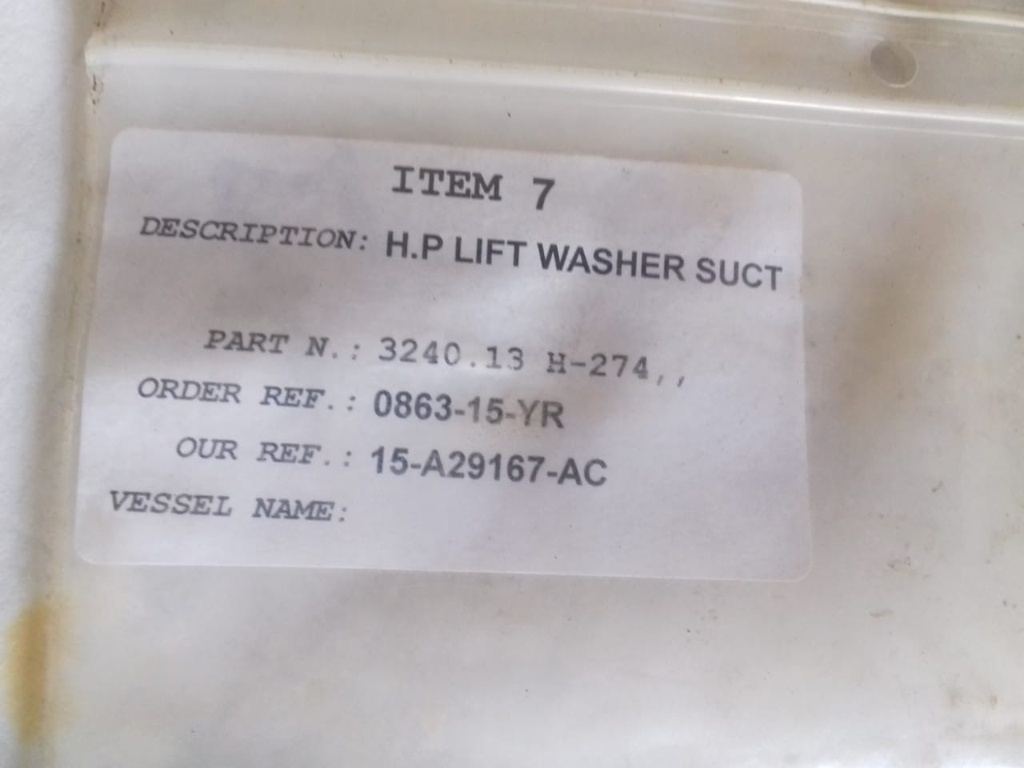 ITEM 7
DESCRIPTION: H.P LIFT WASHER SUCT
PART N.: 3240.13 H-274,,
ORDER REF.: 0863-15-YR
OUR REF.: 15-A29167-AC
VESSEL NAME: